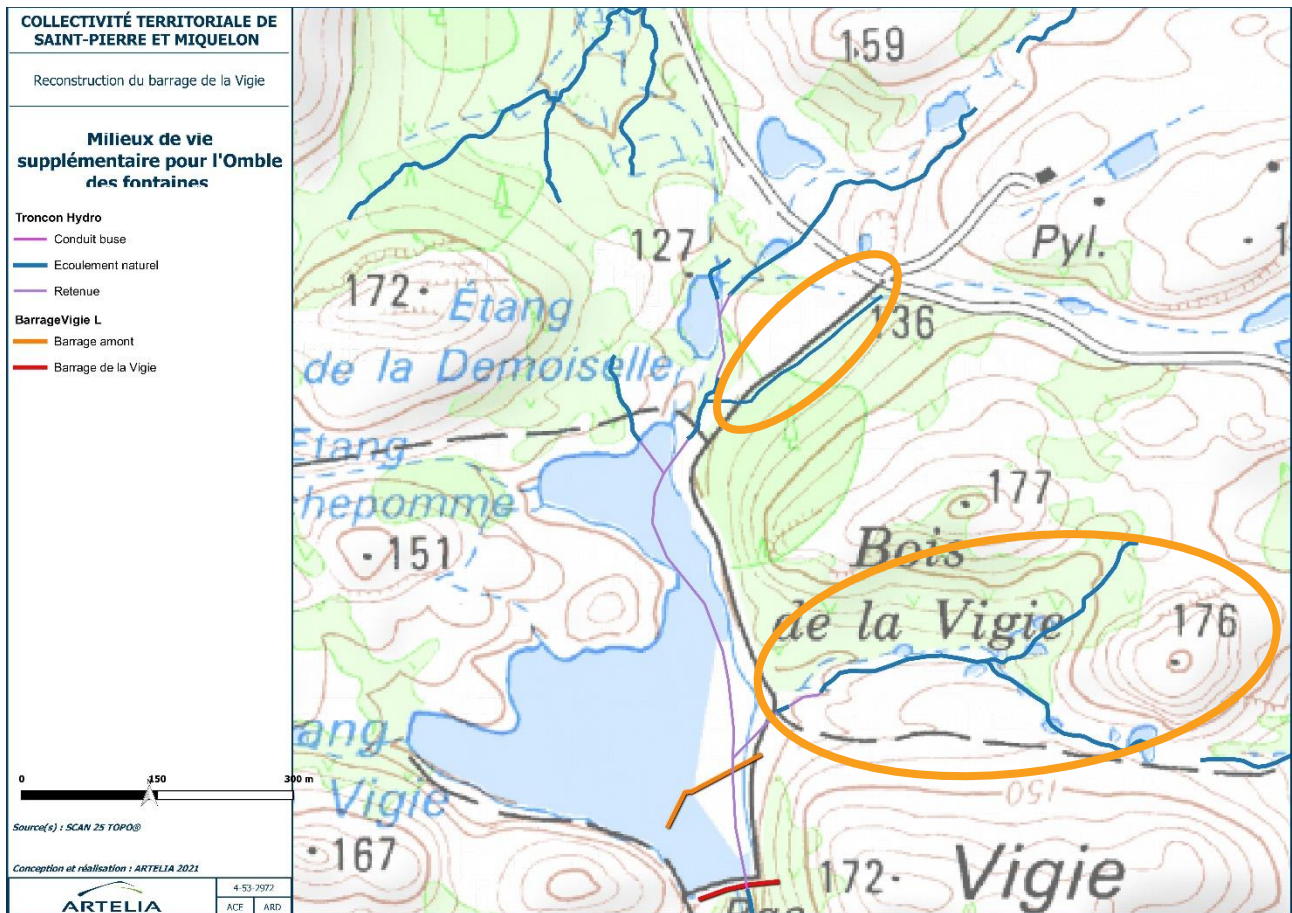 COLLECTIVITÉ TERRITORIALE DE
SAINT-PIERRE ET MIQUELON
Reconstruction du barrage de la Vigie
Milieux de vie
supplémentaire pour l'Omble
des fontaines
Troncon Hydro
Conduit buse
Ecoulement naturel
Retenue
BarrageVigie L
Barrage amont
Barrage de la Vigie
0 150 300 m
Source(s) : SCAN 25 TOPO®
Conception et réalisation : ARTELIA 2021
ARTELIA
4-53-2972
ACF ARD
159
127
Pyl.
172
Étang
136
de la Demoiselle
Étang
chepomme
177
151
Bois
de la Vigie
176
ang
Vigie
150
167
172
Vigie